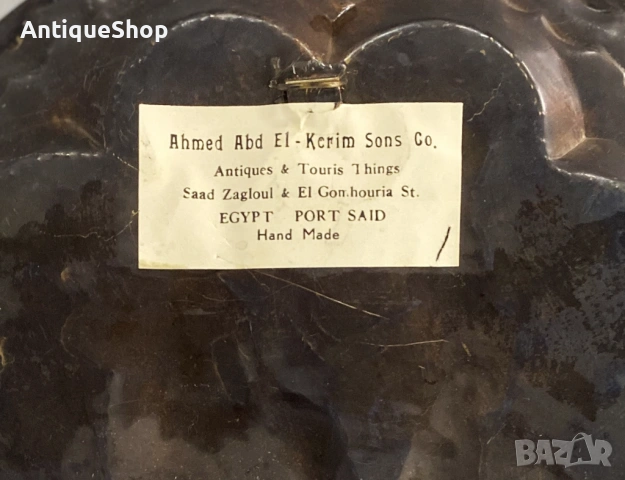 AntiqueShop
Ahmed Abd El-Kerim Sons Co.
Antiques & Touris Things
Saad Zagloul & El Gomhouria St.
EGYPT PORT SAID
Hand Made
BAZAR